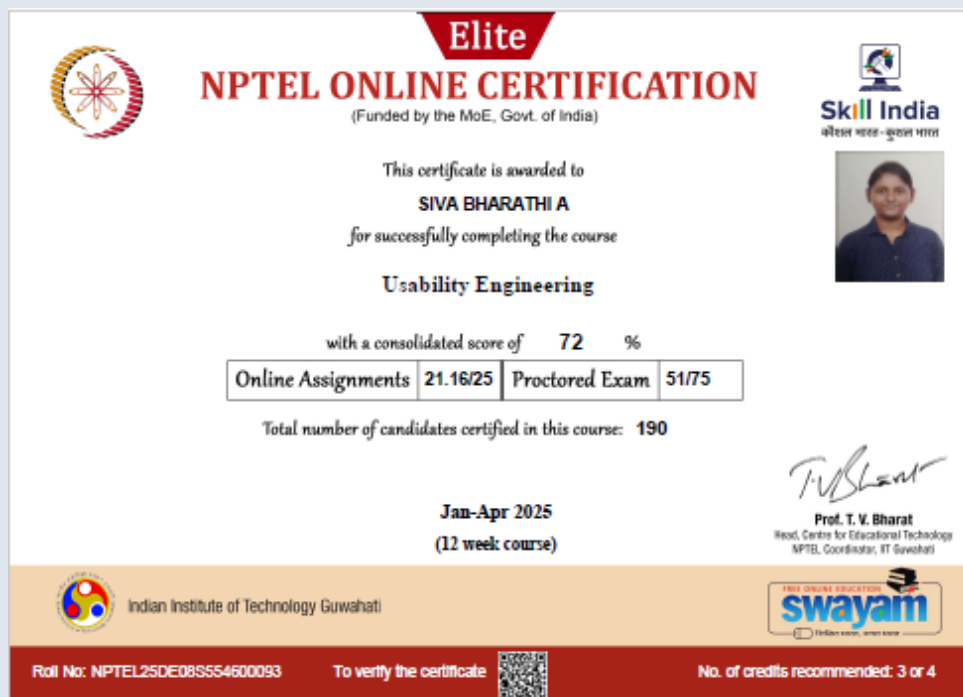 Elite
NPTEL ONLINE CERTIFICATION
(Funded by the MoE, Govt. of India)
Skill India
कौशल भारत - कुशल भारत
This certificate is awarded to
SIVA BHARATHI A
for successfully completing the course
Usability Engineering
with a consolidated score of 72 %
Online Assignments 21.16/25 Proctored Exam 51/75
Total number of candidates certified in this course: 190
Jan-Apr 2025
(12 week course)
Prof. T. V. Bharat
Head, Centre for Educational Technology
NPTEL Coordinator, IIT Guwahati
Indian Institute of Technology Guwahati
FREE ONLINE EDUCATION
swayam
Roll No: NPTEL25DE08S554600093 To verify the certificate No. of credits recommended: 3 or 4